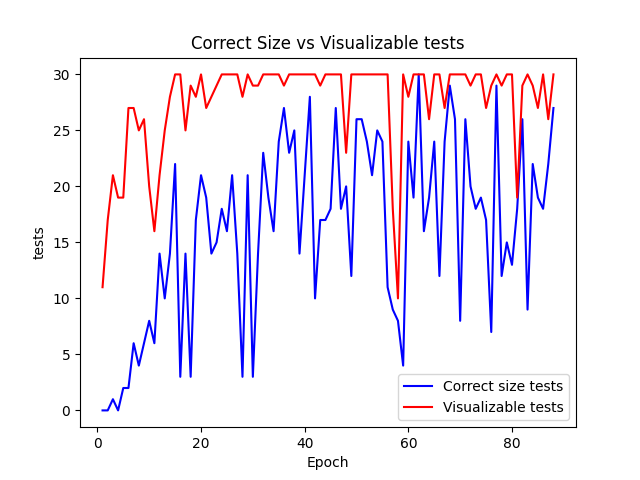 Correct Size vs Visualizable tests
30
25
20
15
10
5
0
tests
0 20 40 60 80
Epoch
Correct size tests
Visualizable tests